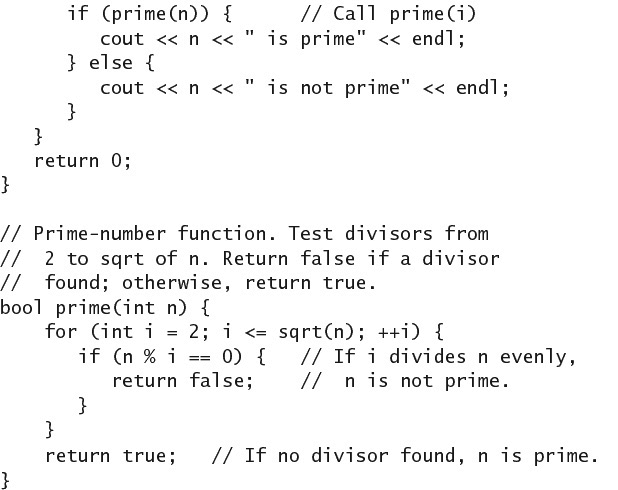 if (prime(n)) {      // Call prime(i)
cout << n << " is prime" << endl;
} else {
cout << n << " is not prime" << endl;
}
}
return 0;
}
// Prime-number function. Test divisors from
//  2 to sqrt of n. Return false if a divisor
//  found; otherwise, return true.
bool prime(int n) {
for (int i = 2; i <= sqrt(n); ++i) {
if (n % i == 0) {   // If i divides n evenly,
return false;    //  n is not prime.
}
}
return true;   // If no divisor found, n is prime.
}